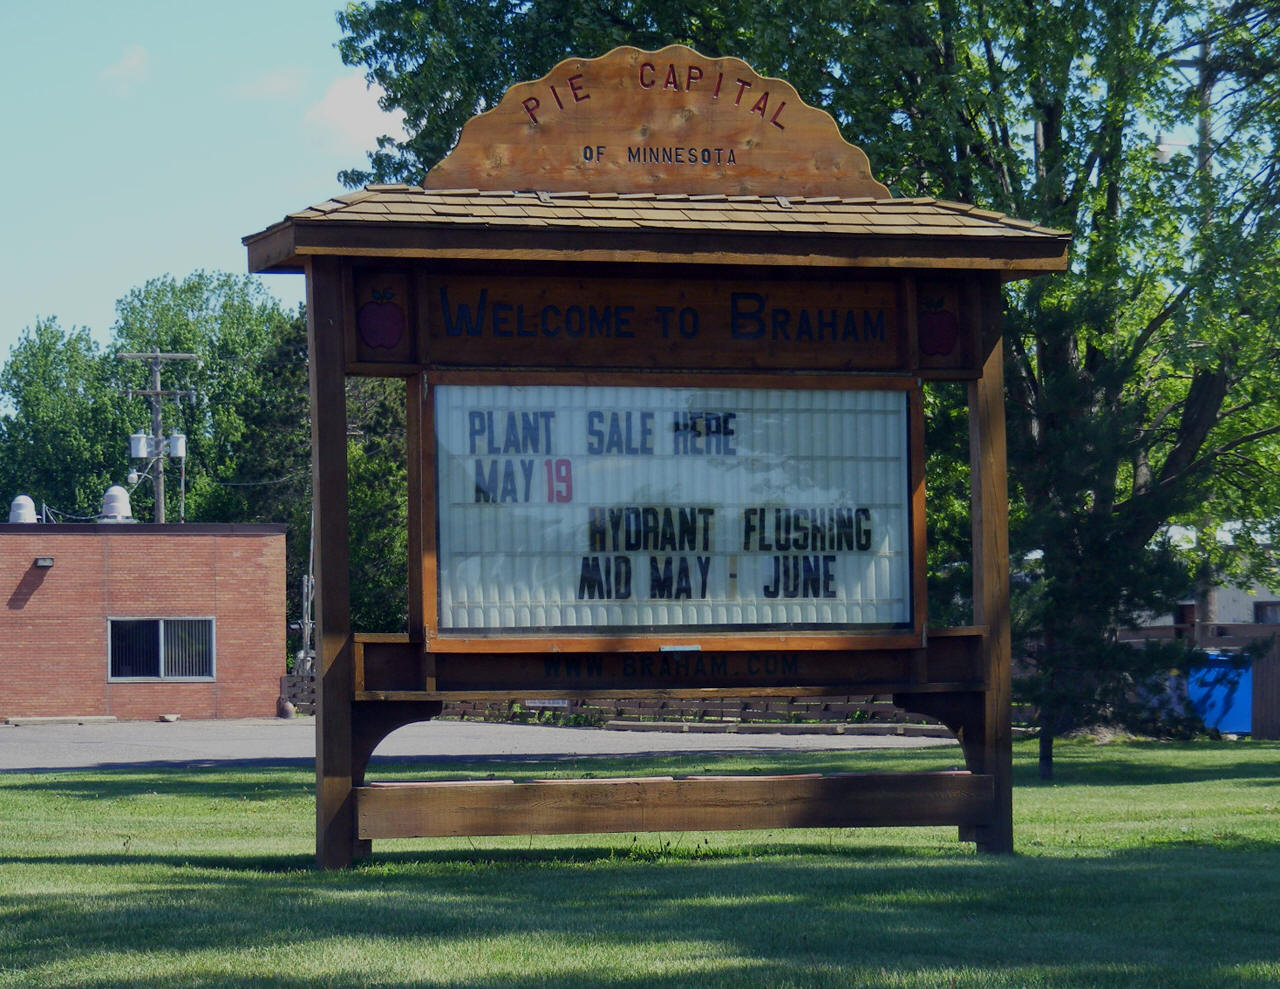 PIE CAPITAL
OF MINNESOTA
WELCOME TO BRAHAM
PLANT SALE HERE
MAY 19
HYDRANT FLUSHING
MID MAY - JUNE
WWW.BRAHAM.COM